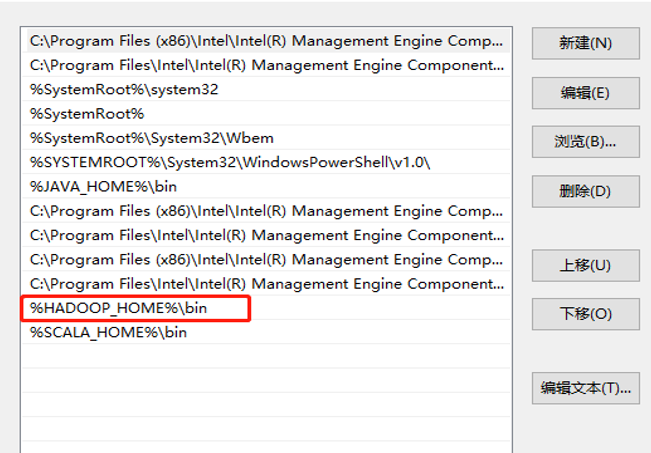 C:\Program Files (x86)\Intel\Intel(R) Management Engine Comp...
C:\Program Files\Intel\Intel(R) Management Engine Component...
%SystemRoot%\system32
%SystemRoot%
%SystemRoot%\System32\Wbem
%SYSTEMROOT%\System32\WindowsPowerShell\v1.0\
%JAVA_HOME%\bin
C:\Program Files (x86)\Intel\Intel(R) Management Engine Comp...
C:\Program Files\Intel\Intel(R) Management Engine Component...
C:\Program Files (x86)\Intel\Intel(R) Management Engine Comp...
C:\Program Files\Intel\Intel(R) Management Engine Component...
%HADOOP_HOME%\bin
%SCALA_HOME%\bin
新建(N)
编辑(E)
浏览(B)...
删除(D)
上移(U)
下移(O)
编辑文本(T)...